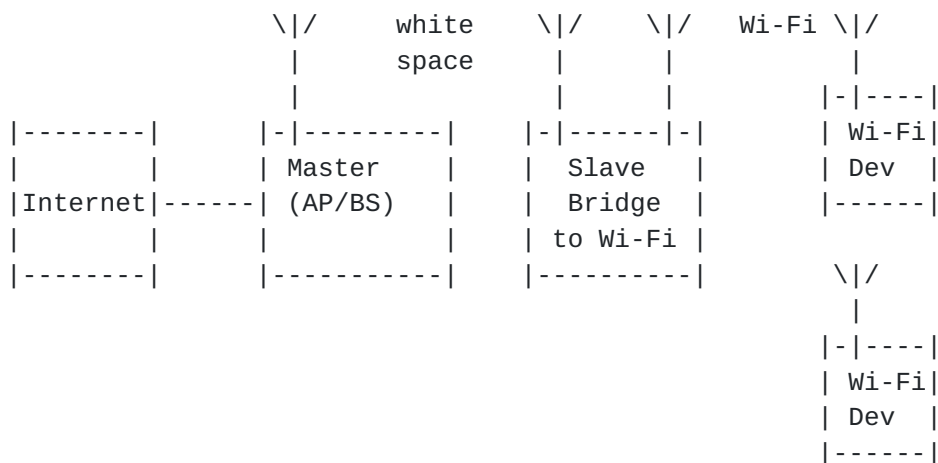 \|/     white    \|/    \|/   Wi-Fi \|/
                  |      space     |      |           |
                  |                |      |         |-|----|
|--------|      |-|---------|    |-|------|-|       | Wi-Fi|
|        |      | Master    |    |  Slave   |       | Dev  |
|Internet|------| (AP/BS)   |    |  Bridge  |       |------|
|        |      |           |    | to Wi-Fi |
|--------|      |-----------|    |----------|         \|/
                                                      |
                                                    |-|----|
                                                    | Wi-Fi|
                                                    | Dev  |
                                                    |------|